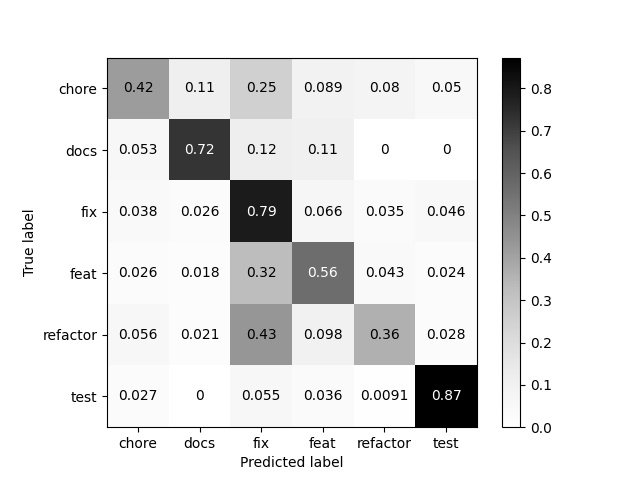 chore 0.42 0.11 0.25 0.089 0.08 0.05
docs 0.053 0.72 0.12 0.11 0 0
fix 0.038 0.026 0.79 0.066 0.035 0.046
feat 0.026 0.018 0.32 0.56 0.043 0.024
refactor 0.056 0.021 0.43 0.098 0.36 0.028
test 0.027 0 0.055 0.036 0.0091 0.87
chore docs fix feat refactor test
Predicted label
True label
0.8
0.7
0.6
0.5
0.4
0.3
0.2
0.1
0.0